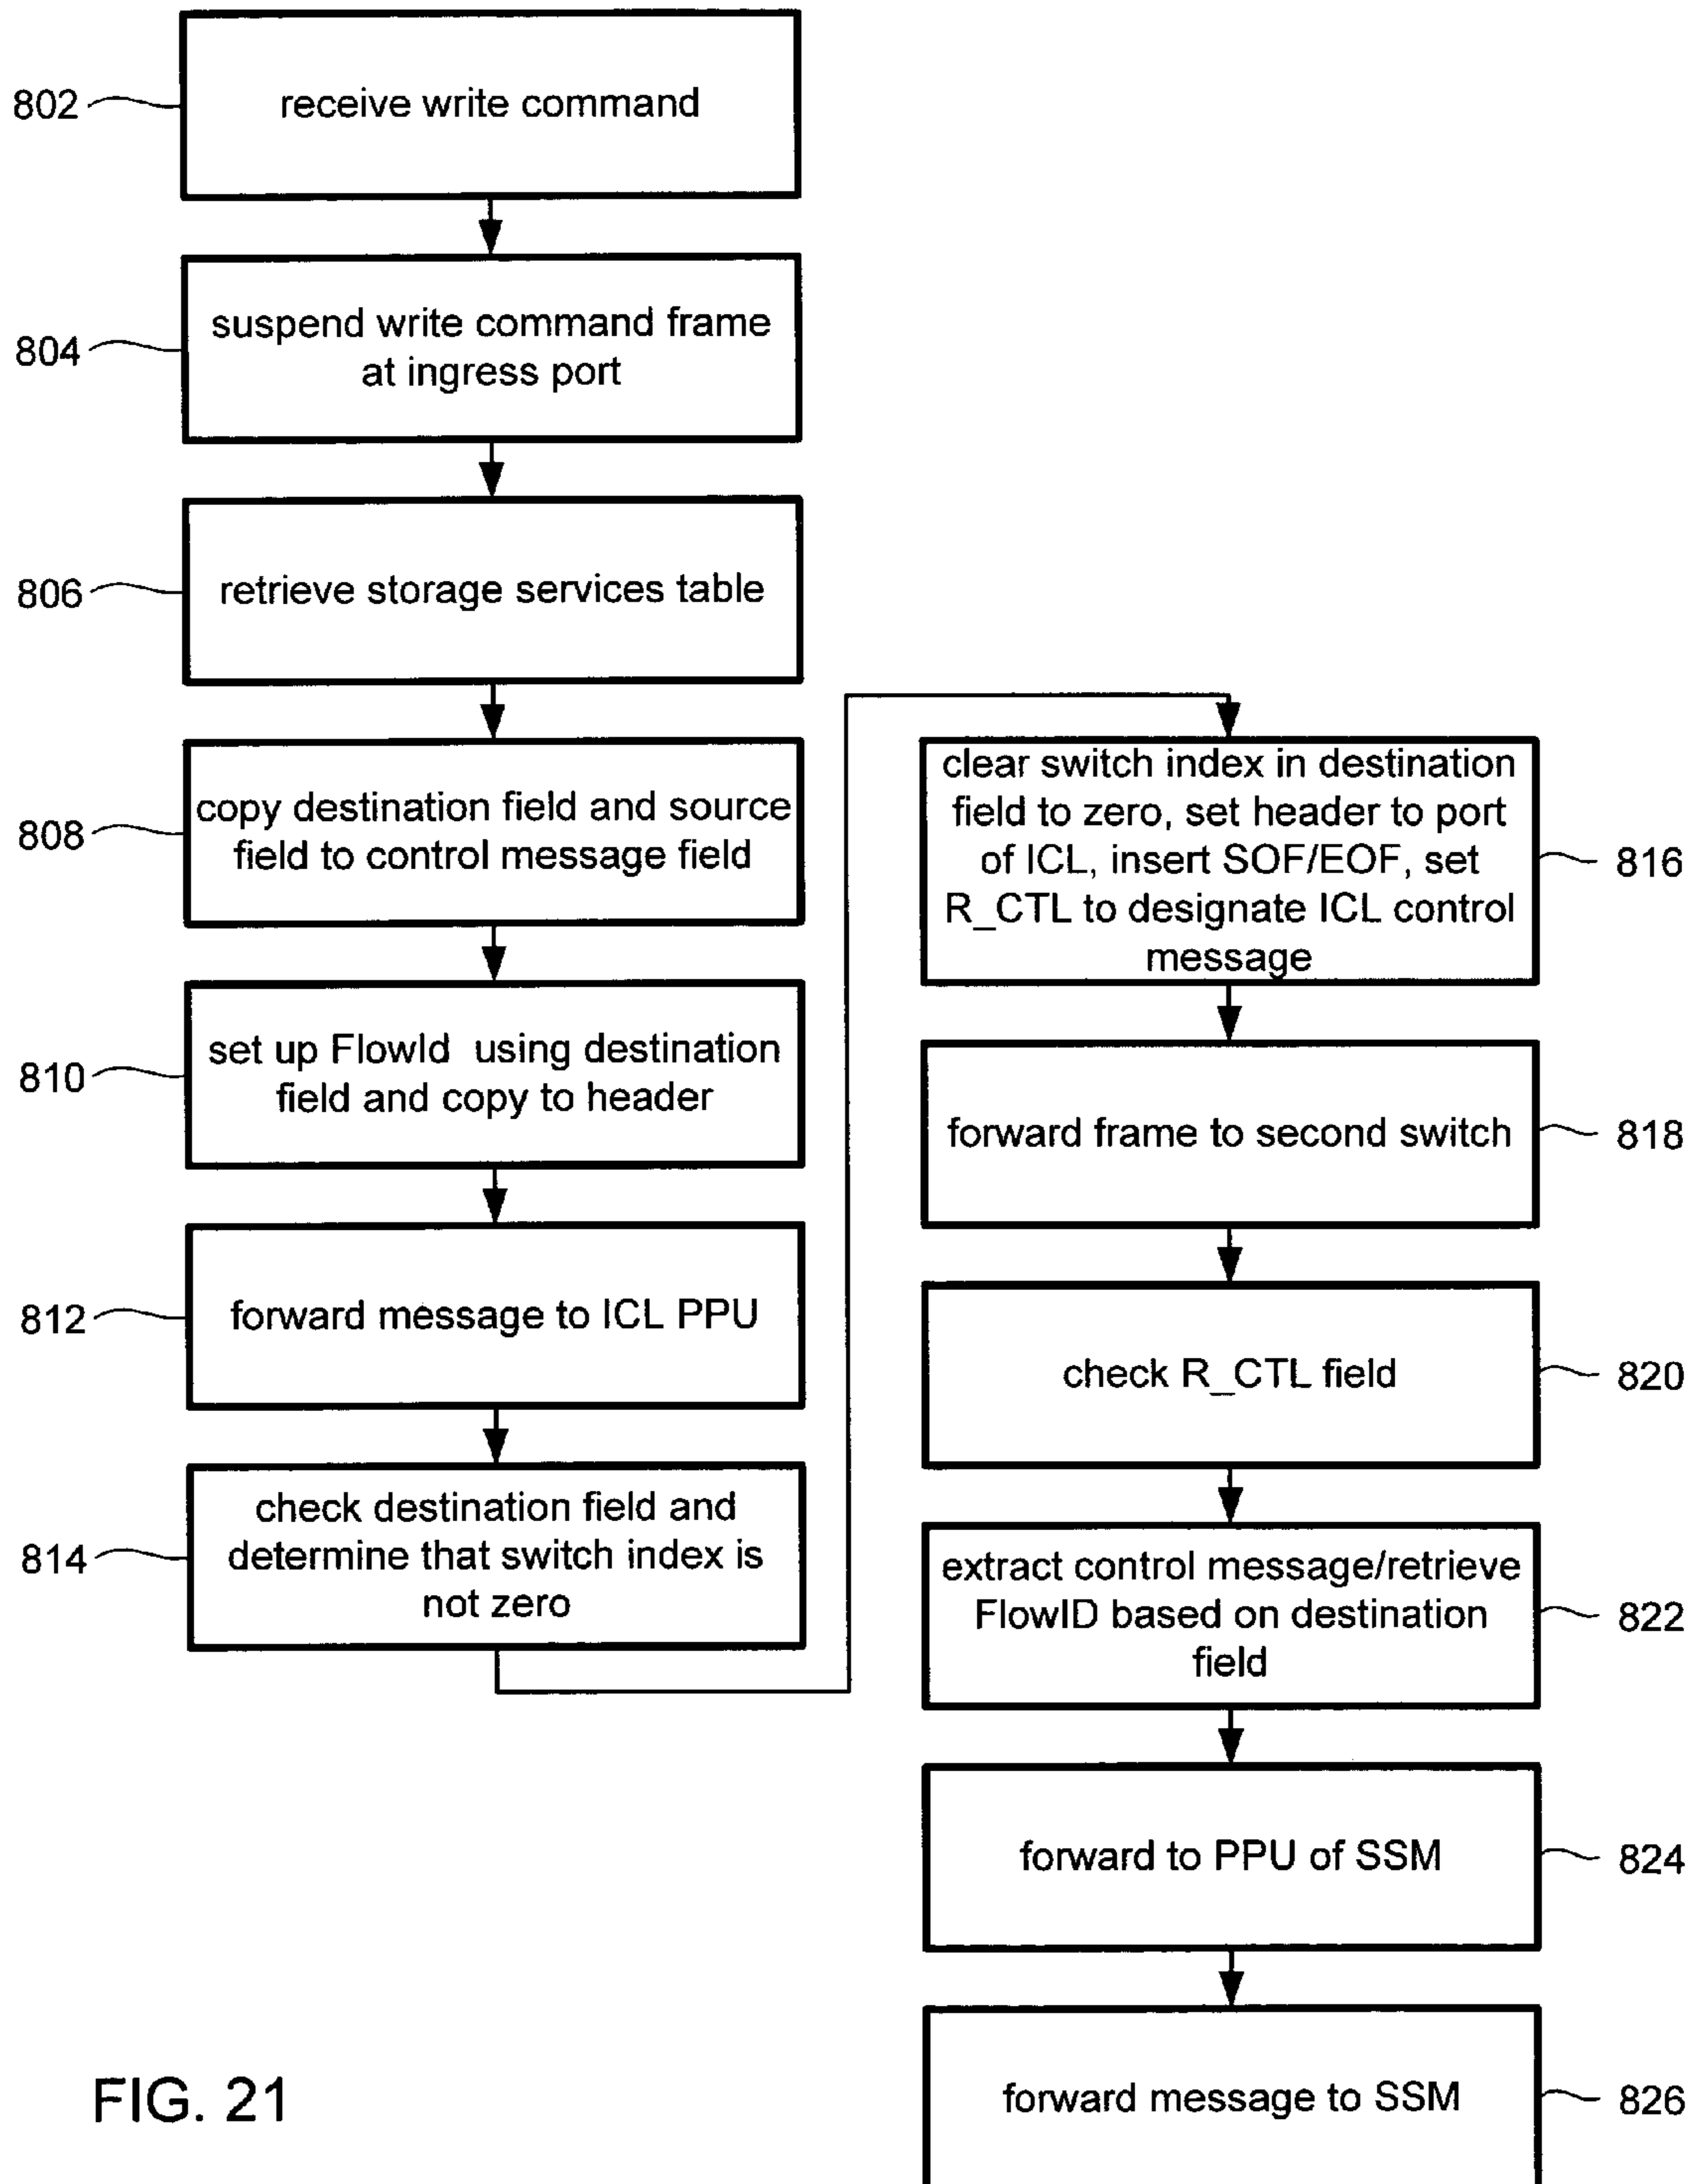 802
receive write command
804
suspend write command frame
at ingress port
806
retrieve storage services table
808
copy destination field and source
field to control message field
810
set up FlowId using destination
field and copy to header
812
forward message to ICL PPU
814
check destination field and
determine that switch index is
not zero
clear switch index in destination
field to zero, set header to port
of ICL, insert SOF/EOF, set
R_CTL to designate ICL control
message
816
forward frame to second switch
818
check R_CTL field
820
extract control message/retrieve
FlowID based on destination
field
822
forward to PPU of SSM
824
forward message to SSM
826
FIG. 21